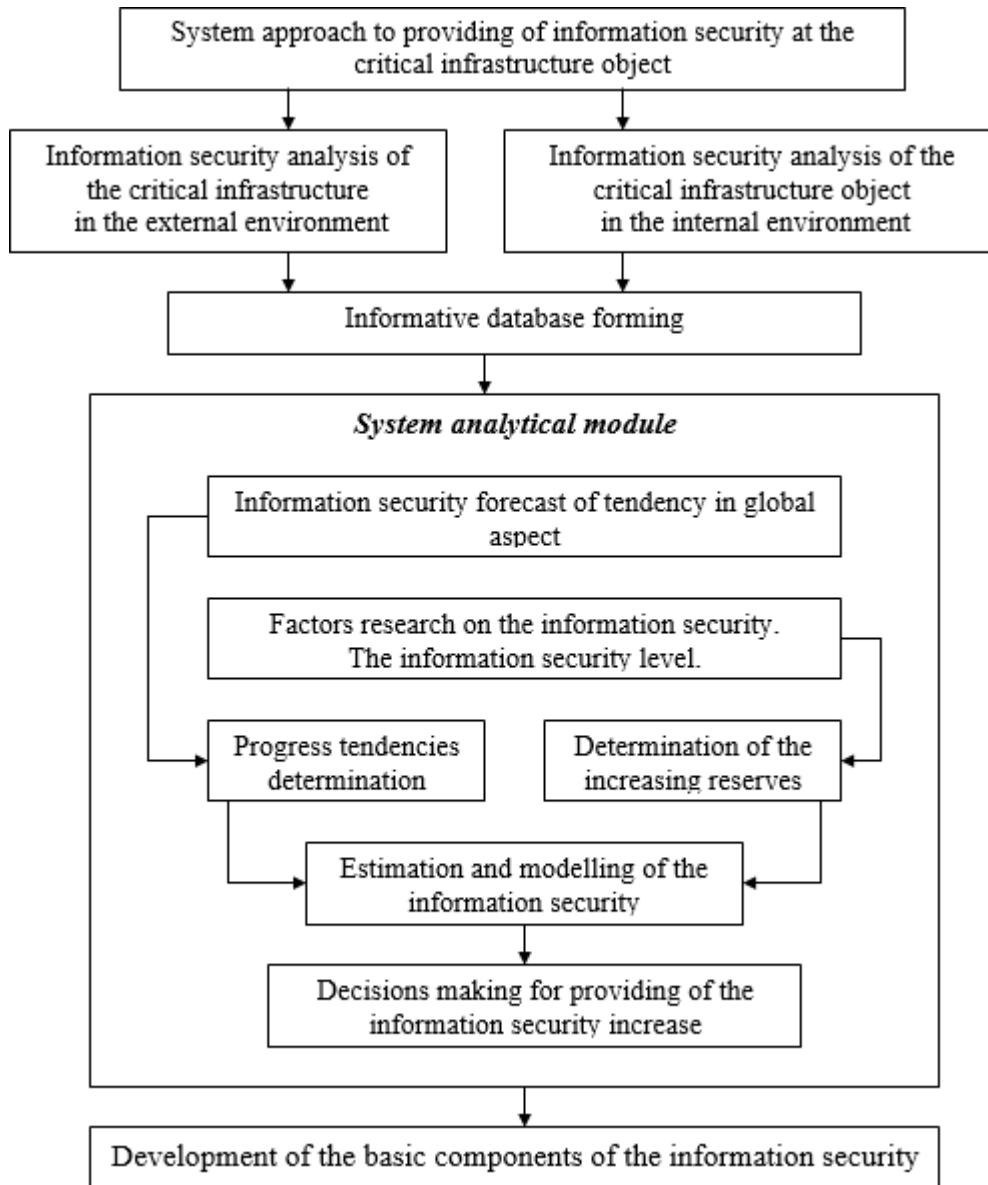 System approach to providing of information security at the
critical infrastructure object
Information security analysis of
the critical infrastructure
in the external environment
Information security analysis of the
critical infrastructure object
in the internal environment
Informative database forming
System analytical module
Information security forecast of tendency in global
aspect
Factors research on the information security.
The information security level.
Progress tendencies
determination
Determination of the
increasing reserves
Estimation and modelling of the
information security
Decisions making for providing of the
information security increase
Development of the basic components of the information security